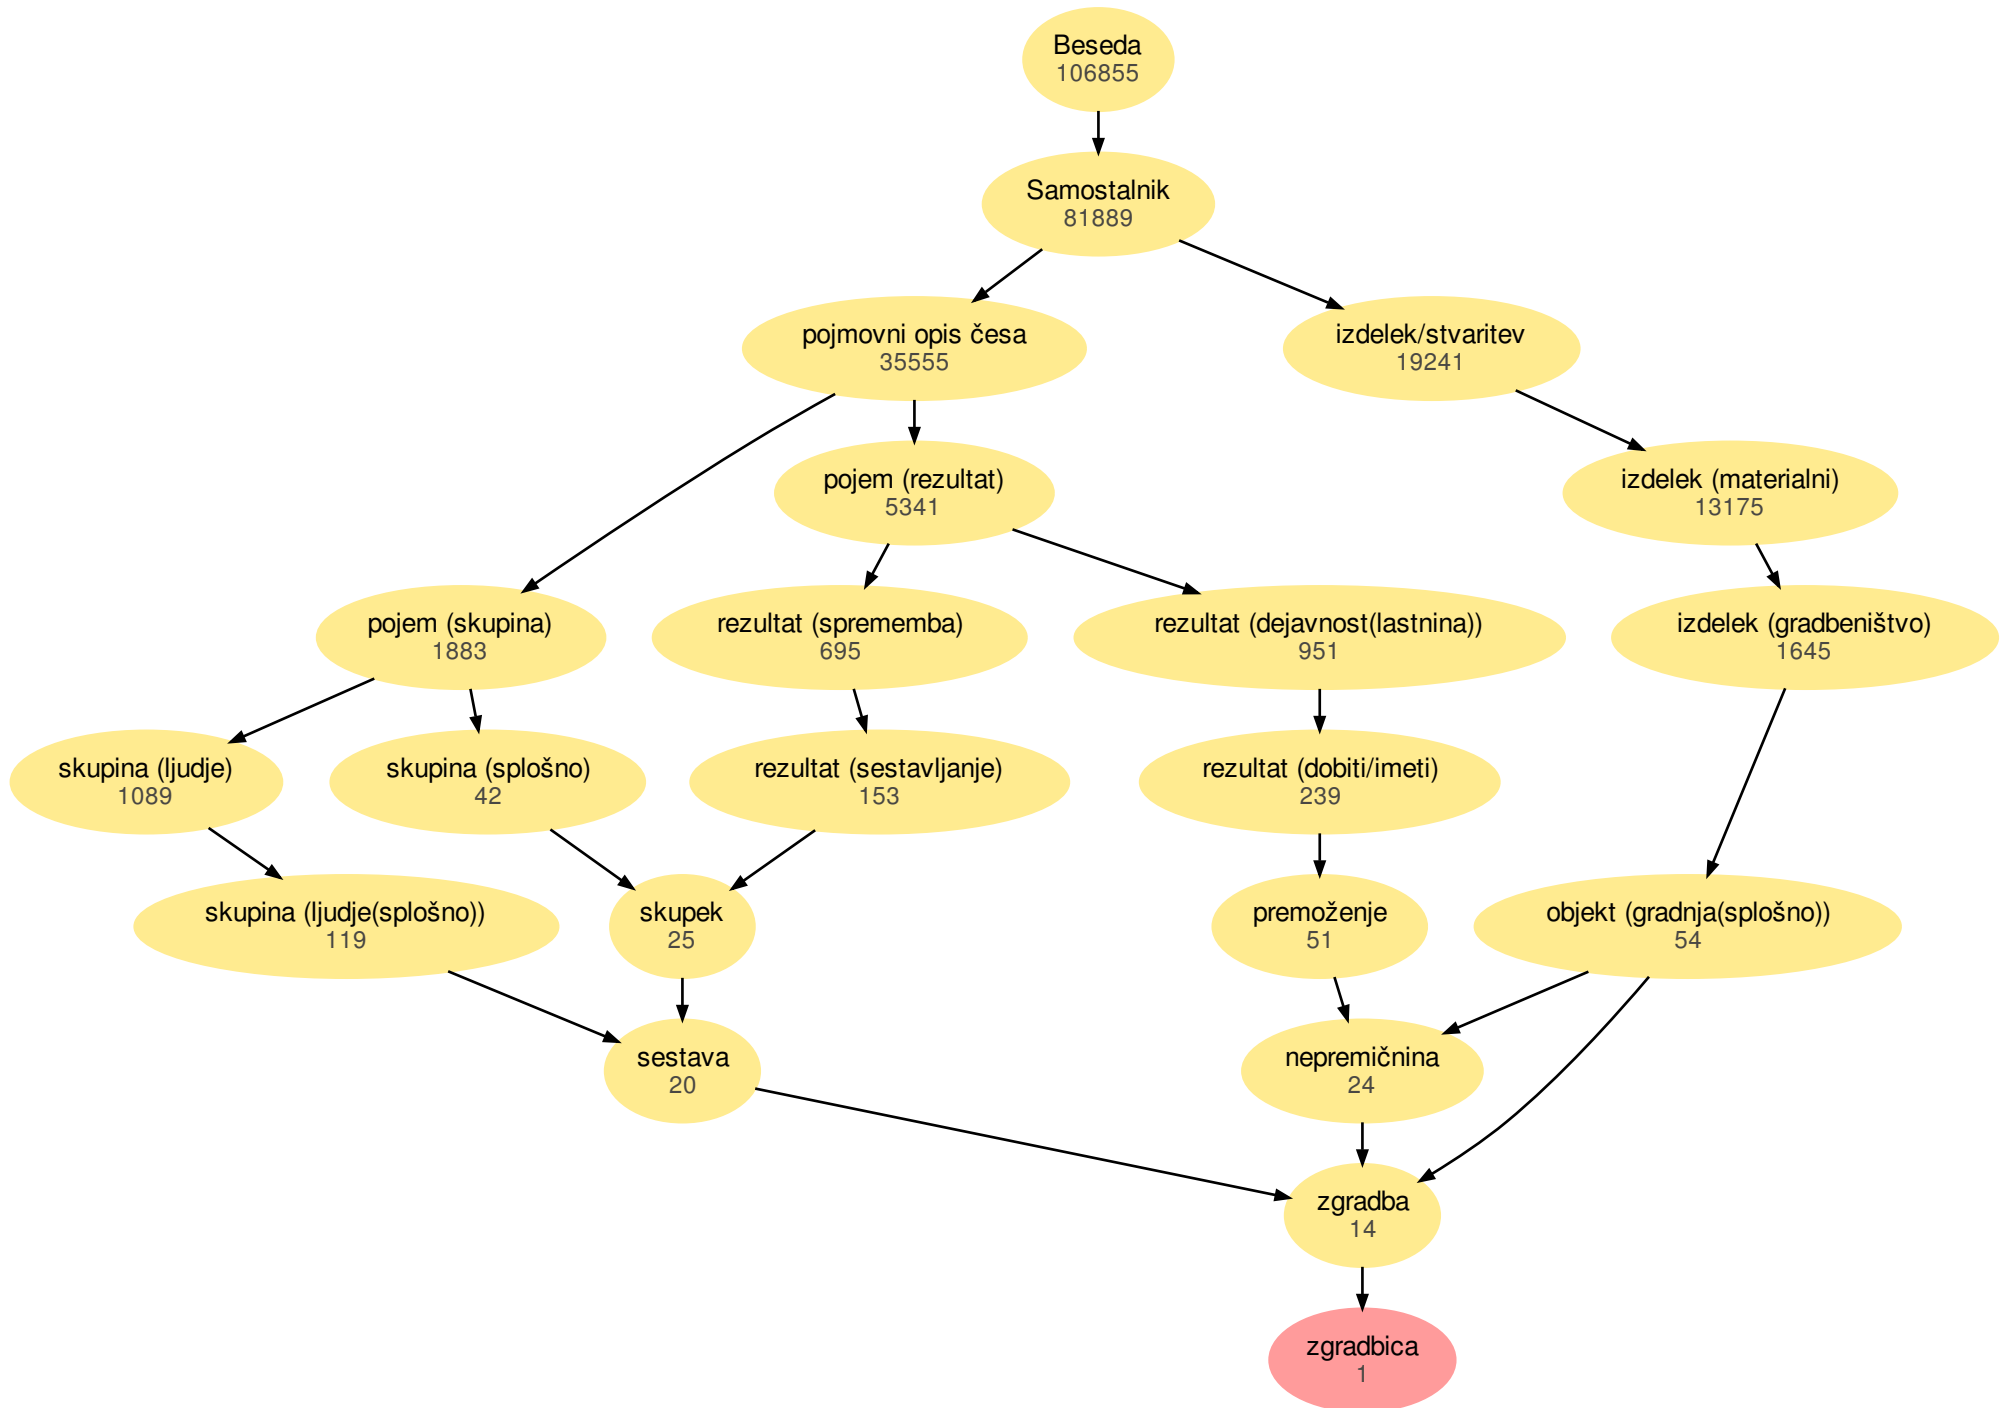 Beseda
106855
Samostalnik
81889
pojmovni opis česa
35555
izdelek/stvaritev
19241
pojem (rezultat)
5341
izdelek (materialni)
13175
pojem (skupina)
1883
rezultat (sprememba)
695
rezultat (dejavnost(lastnina))
951
izdelek (gradbeništvo)
1645
skupina (ljudje)
1089
skupina (splošno)
42
rezultat (sestavljanje)
153
rezultat (dobiti/imeti)
239
skupina (ljudje(splošno))
119
skupek
25
premoženje
51
objekt (gradnja(splošno))
54
sestava
20
nepremičnina
24
zgradba
14
zgradbica
1